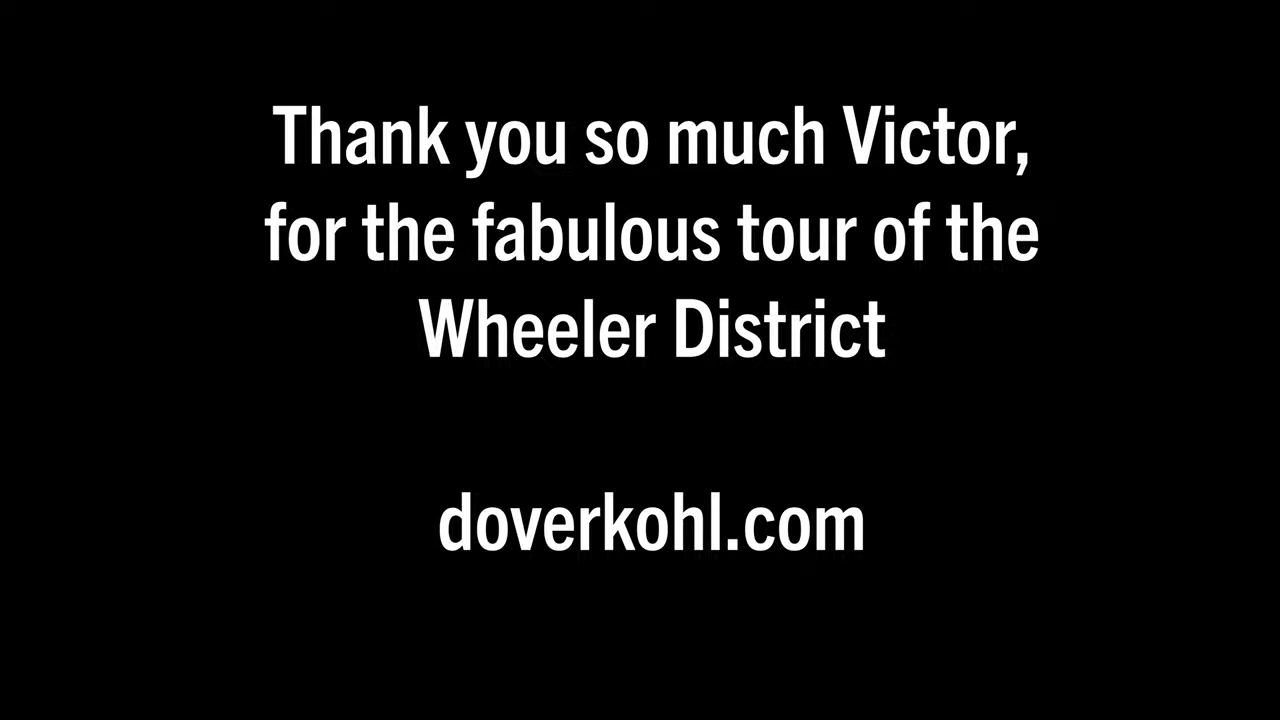 Thank you so much Victor,
for the fabulous tour of the
Wheeler District
doverkohl.com